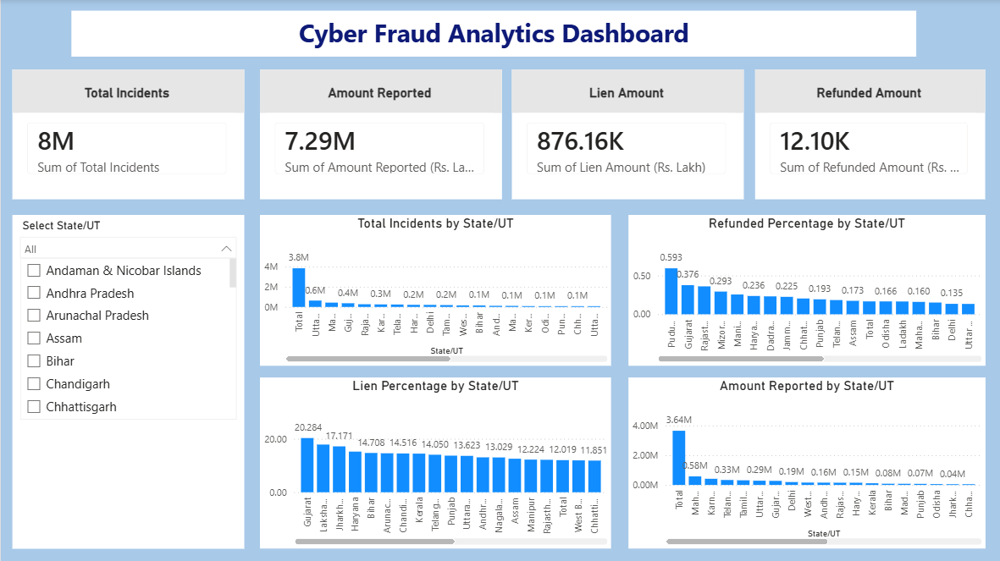 Cyber Fraud Analytics Dashboard
Total Incidents
8M
Sum of Total Incidents
Amount Reported
7.29M
Sum of Amount Reported (Rs. La...
Lien Amount
876.16K
Sum of Lien Amount (Rs. Lakh)
Refunded Amount
12.10K
Sum of Refunded Amount (Rs. ...
Select State/UT
All
Andaman & Nicobar Islands
Andhra Pradesh
Arunachal Pradesh
Assam
Bihar
Chandigarh
Chhattisgarh
Total Incidents by State/UT
4M
2M
0M
3.8M
0.6M
0.4M
0.3M
0.2M
0.2M
0.1M
0.1M
0.1M
0.1M
Total
Utta...
Ma...
Guj...
Raja...
Kar...
Tela...
Har...
Delhi
Tam...
Wes...
Bihar
And...
Ma...
Ker...
Odi...
Pun...
Chh...
Utta...
State/UT
Refunded Percentage by State/UT
0.50
0.00
0.593
0.376
0.293
0.236
0.225
0.193
0.173
0.166
0.160
0.135
Pudu...
Gujarat
Rajast...
Mizor...
Mani...
Harya...
Dadra...
Jamm...
Chhat...
Punjab
Telan...
Assam
Total
Odisha
Ladakh
Maha...
Bihar
Delhi
Uttar ...
Lien Percentage by State/UT
20.00
0.00
20.284
17.171
14.708
14.516
14.050
13.623
13.029
12.224
12.019
11.851
Gujarat
Laksha...
Jharkh...
Haryana
Bihar
Arunac...
Chandi...
Kerala
Telang...
Punjab
Uttara...
Andhr...
Nagala...
Assam
Manipur
Rajasth...
Total
West B...
Chhatti...
Amount Reported by State/UT
4.00M
2.00M
0.00M
3.64M
0.58M
0.33M
0.29M
0.19M
0.16M
0.15M
0.08M
0.07M
0.04M
Total
Mah...
Karn...
Telan...
Tamil...
Uttar...
Gujar...
Delhi
West...
Andh...
Rajas...
Hary...
Kerala
Bihar
Mad...
Punjab
Odisha
Jhark...
Chha...
State/UT